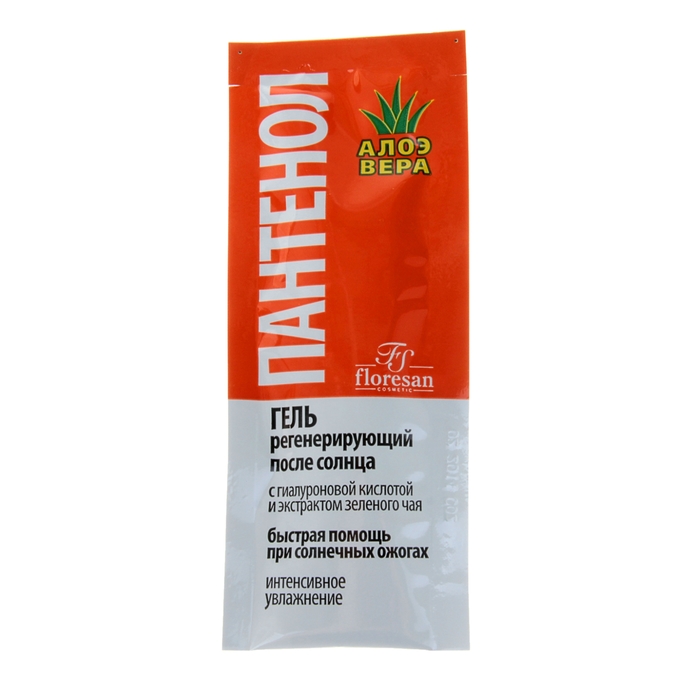 ПАНТЕНОЛ
АЛОЭ
ВЕРА
FS
floresan
COSMETIC
ГЕЛЬ
регенерирующий
после солнца
с гиалуроновой кислотой
и экстрактом зеленого чая
быстрая помощь
при солнечных ожогах
интенсивное
увлажнение